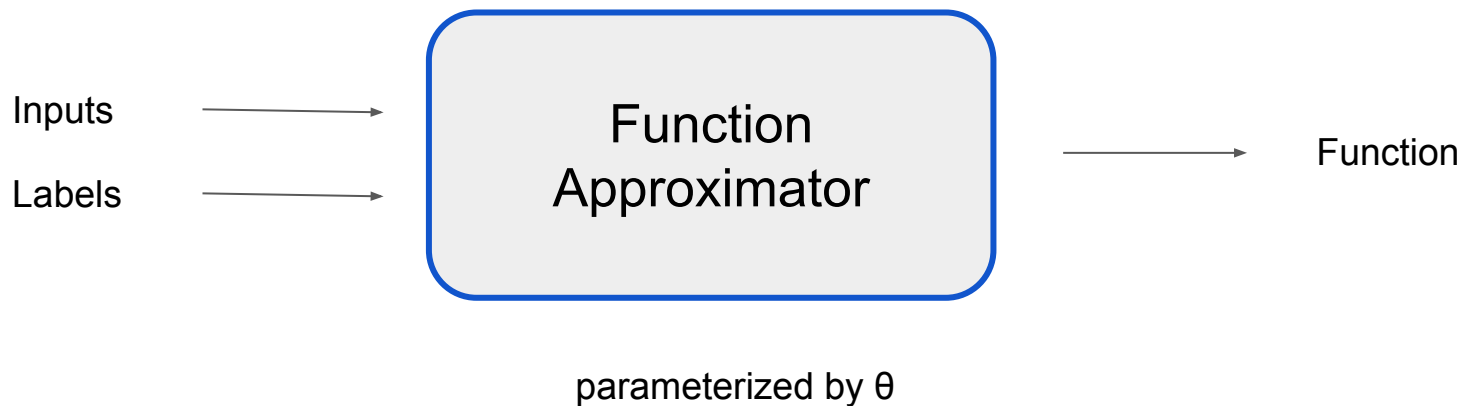 Inputs
Labels
Function
Approximator
Function
parameterized by θ